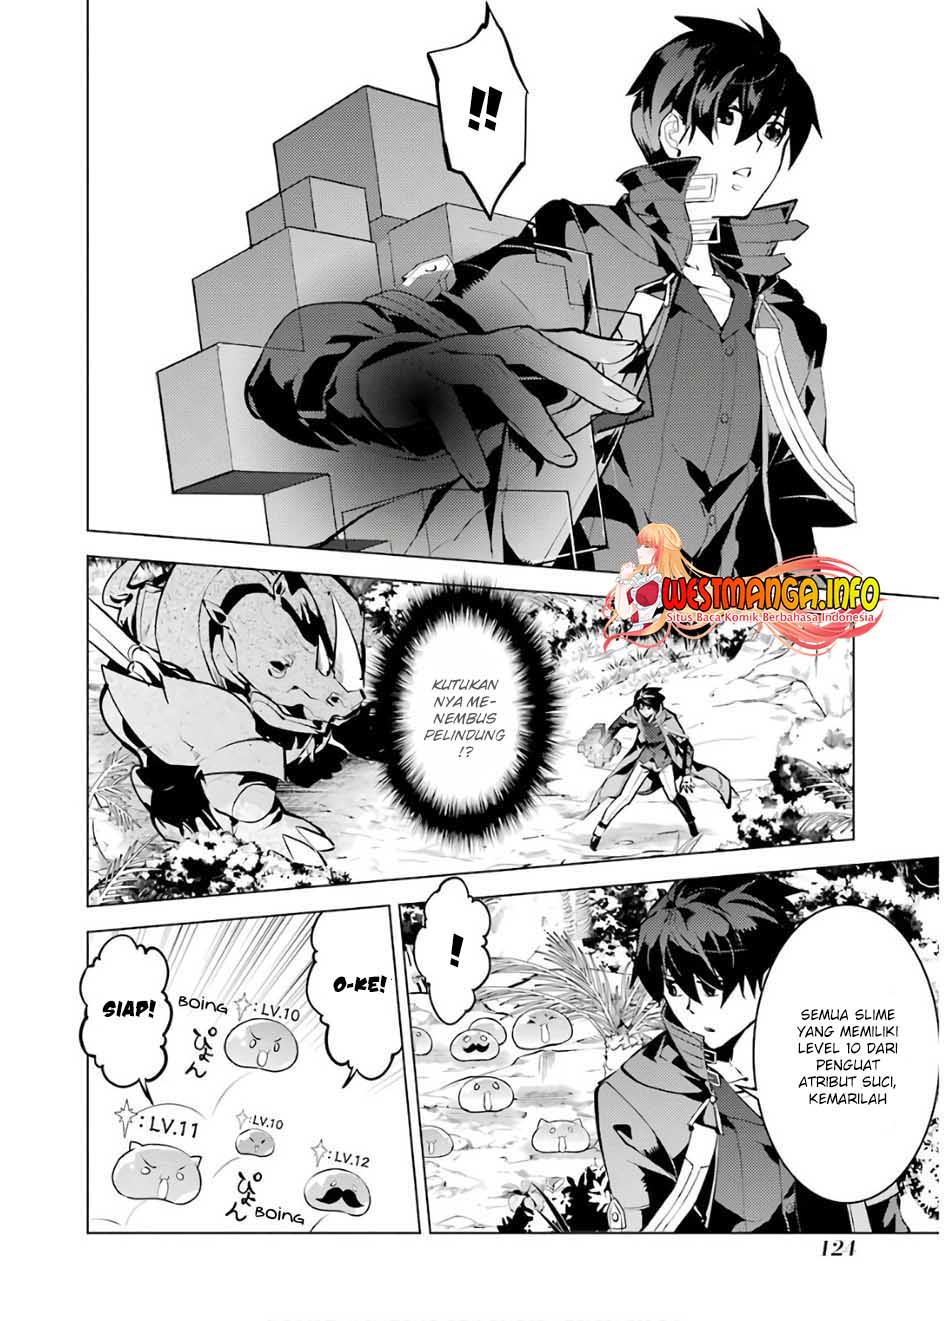 !!
WESTMANGA.INFO
Situs Baca Komik Berbahasa Indonesia
KUTUKAN
NYA ME-
NEMBUS
PELINDUNG
!?
SEMUA SLIME
YANG MEMILIKI
LEVEL 10 DARI
PENGUAT
ATRIBUT SUCI,
KEMARILAH
!
O-KE!
SIAP!
BOING
:LV.10
ぴょん
:LV.11
:LV.10
:LV.12
ぴょん
BOING
124